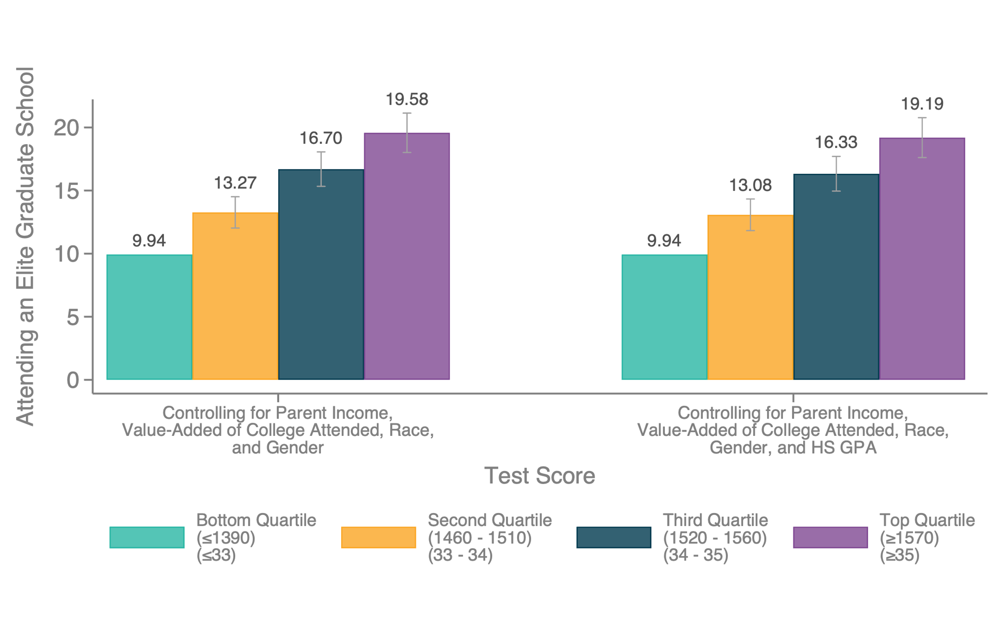 Attending an Elite Graduate School
20
15
10
5
0
9.94
13.27
16.70
19.58
9.94
13.08
16.33
19.19
Controlling for Parent Income,
Value-Added of College Attended, Race,
and Gender
Controlling for Parent Income,
Value-Added of College Attended, Race,
Gender, and HS GPA
Test Score
Bottom Quartile
(≤1390)
(≤33)
Second Quartile
(1460 - 1510)
(33 - 34)
Third Quartile
(1520 - 1560)
(34 - 35)
Top Quartile
(≥1570)
(≥35)